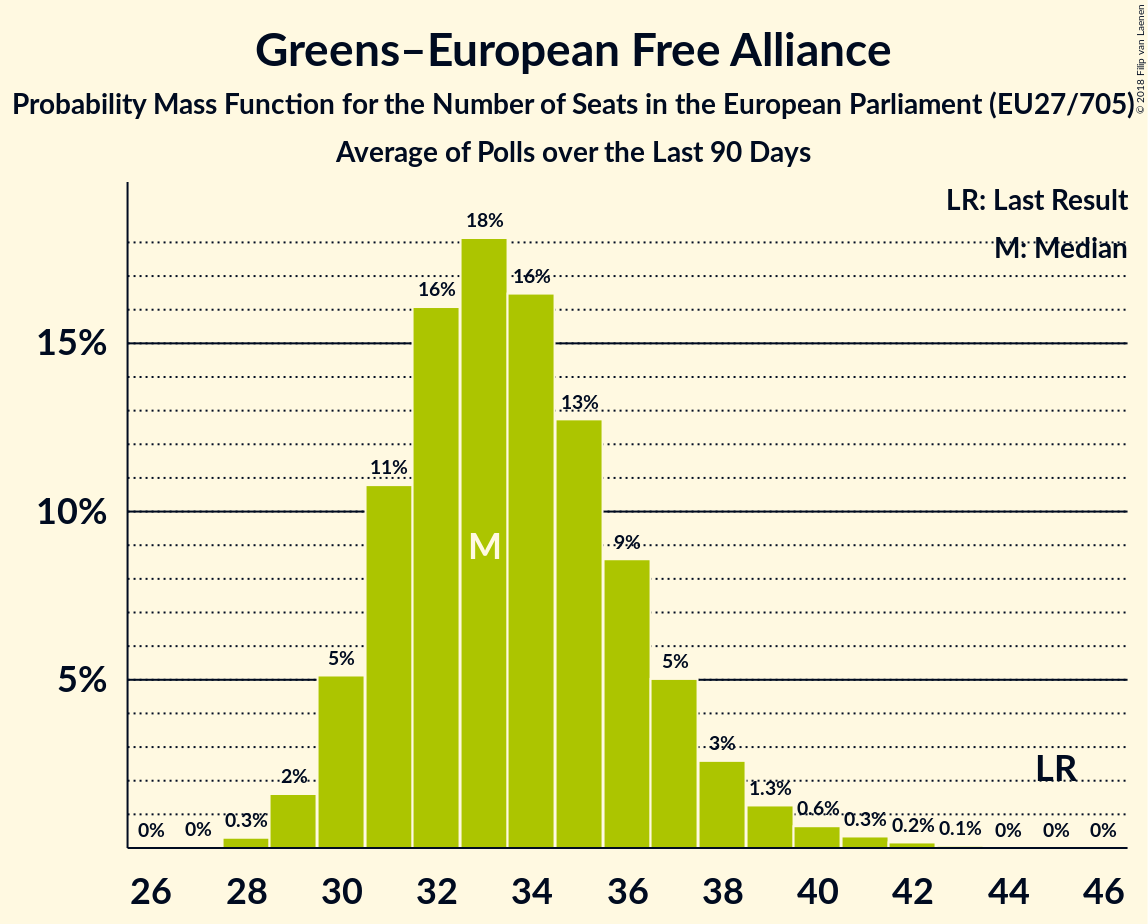 Greens–European Free Alliance
Probability Mass Function for the Number of Seats in the European Parliament (EU27/705)
Average of Polls over the Last 90 Days
© 2018 Filip van Laenen
LR: Last Result
M: Median
15%
10%
5%
0%
0%
0.3%
2%
5%
11%
16%
18%
16%
13%
9%
5%
3%
1.3%
0.6%
0.3%
0.2%
0.1%
0%
0%
0%
M
LR
26 28 30 32 34 36 38 40 42 44 46